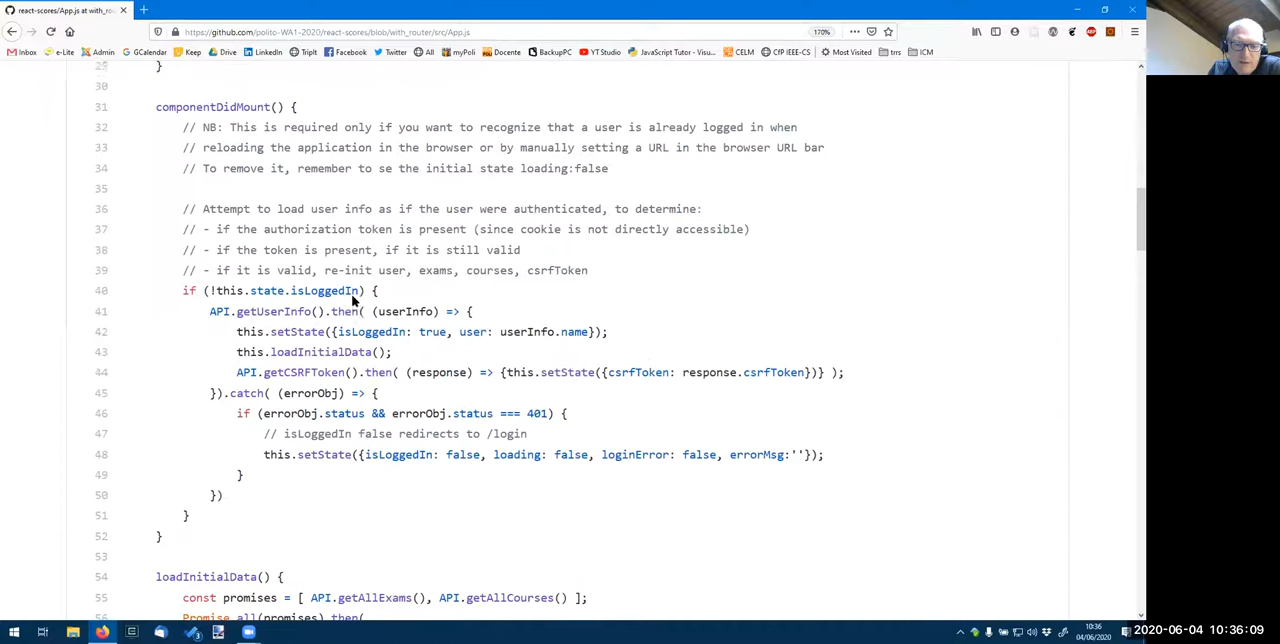 react-scores/App.js at with_rou
https://github.com/polito-WA1-2020/react-scores/blob/with_router/src/App.js
170%
Inbox e-Lite Admin GCalendar Keep Drive LinkedIn TripIt Facebook Twitter All myPoli Docente BackupPC YT Studio JavaScript Tutor - Visu... CELM CfP IEEE-CS Most Visited trrs ICM
29 }
30
31 componentDidMount() {
32 // NB: This is required only if you want to recognize that a user is already logged in when
33 // reloading the application in the browser or by manually setting a URL in the browser URL bar
34 // To remove it, remember to se the initial state loading:false
35
36 // Attempt to load user info as if the user were authenticated, to determine:
37 // - if the authorization token is present (since cookie is not directly accessible)
38 // - if the token is present, if it is still valid
39 // - if it is valid, re-init user, exams, courses, csrfToken
40 if (!this.state.isLoggedIn) {
41 API.getUserInfo().then( (userInfo) => {
42 this.setState({isLoggedIn: true, user: userInfo.name});
43 this.loadInitialData();
44 API.getCSRFToken().then( (response) => {this.setState({csrfToken: response.csrfToken})} );
45 }).catch( (errorObj) => {
46 if (errorObj.status && errorObj.status === 401) {
47 // isLoggedIn false redirects to /login
48 this.setState({isLoggedIn: false, loading: false, loginError: false, errorMsg:''});
49 }
50 })
51 }
52 }
53
54 loadInitialData() {
55 const promises = [ API.getAllExams(), API.getAllCourses() ];
56 Promise.all(promises).then(
10:36
04/06/2020
2020-06-04 10:36:09